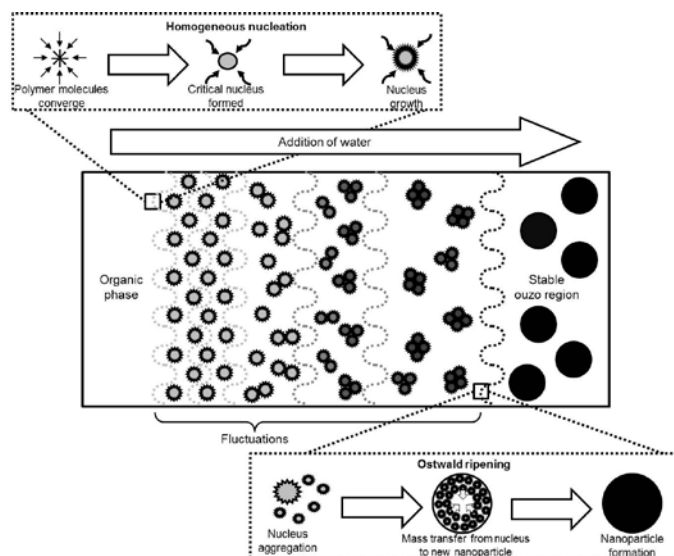 Homogeneous nucleation
Polymer molecules
converge
Critical nucleus
formed
Nucleus
growth
Addition of water
Organic
phase
Stable
ouzo region
Fluctuations
Ostwald ripening
Nucleus
aggregation
Mass transfer from nucleus
to new nanoparticle
Nanoparticle
formation